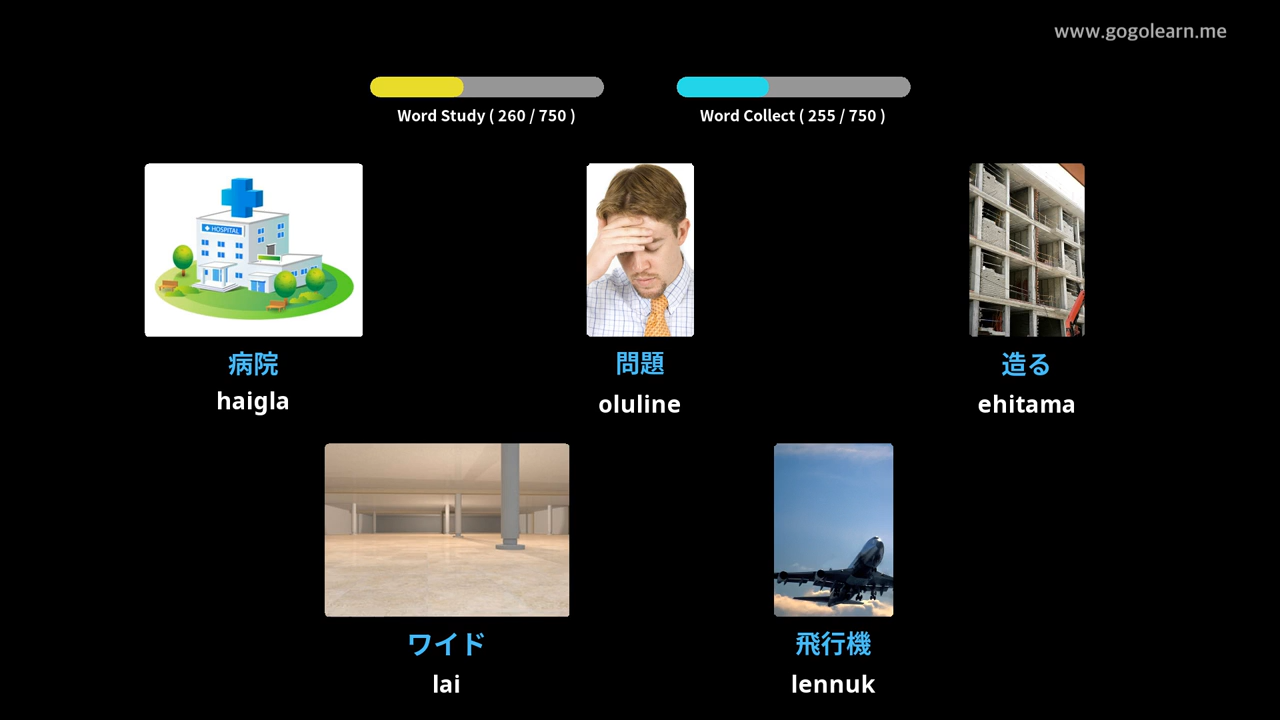 www.gogolearn.me
Word Study ( 260 / 750 )
Word Collect ( 255 / 750 )
HOSPITAL
病院
haigla
問題
oluline
造る
ehitama
ワイド
lai
飛行機
lennuk